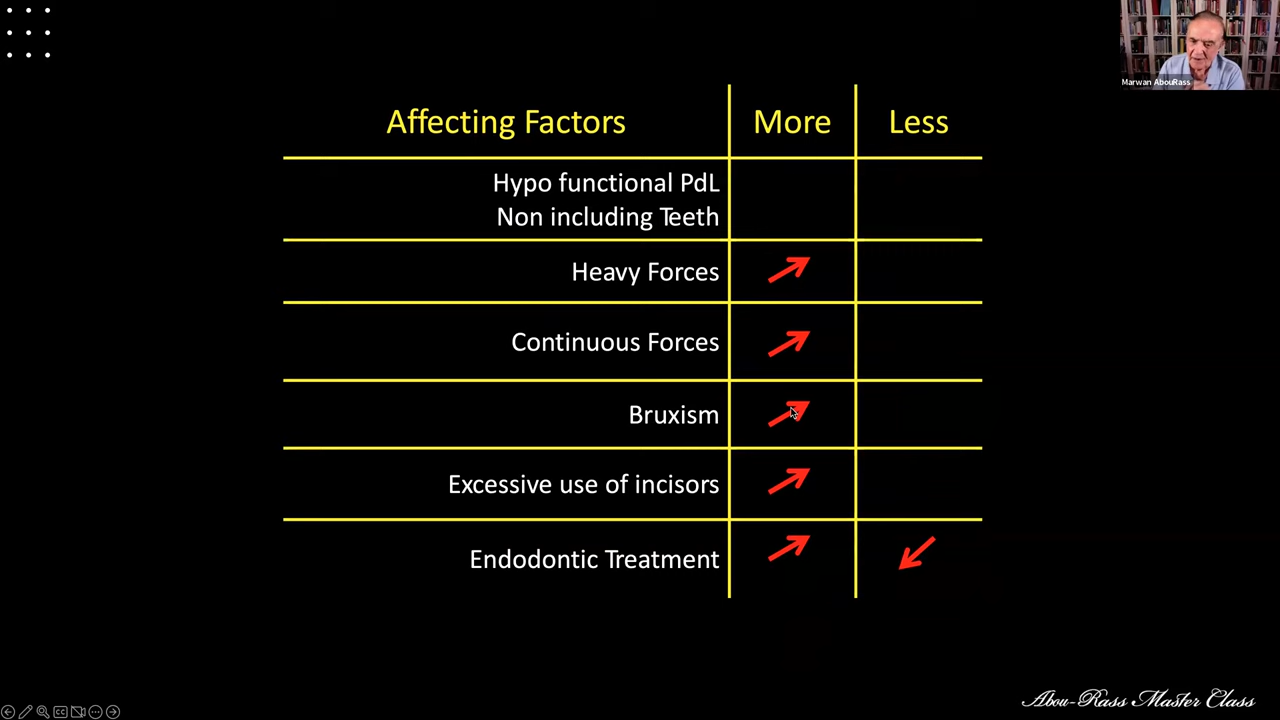 Marwan AbouRass
Affecting Factors More Less
Hypo functional PdL
Non including Teeth
Heavy Forces
Continuous Forces
Bruxism
Excessive use of incisors
Endodontic Treatment
CC
Abou-Rass Master Class